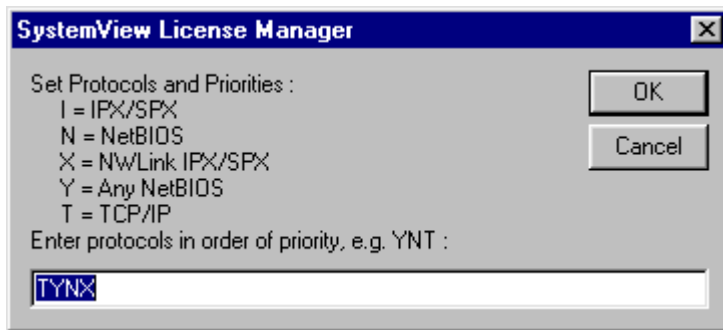 SystemView License Manager
Set Protocols and Priorities :
I = IPX/SPX
N = NetBIOS
X = NWLink IPX/SPX
Y = Any NetBIOS
T = TCP/IP
Enter protocols in order of priority, e.g. YNT :
TYNX
OK
Cancel